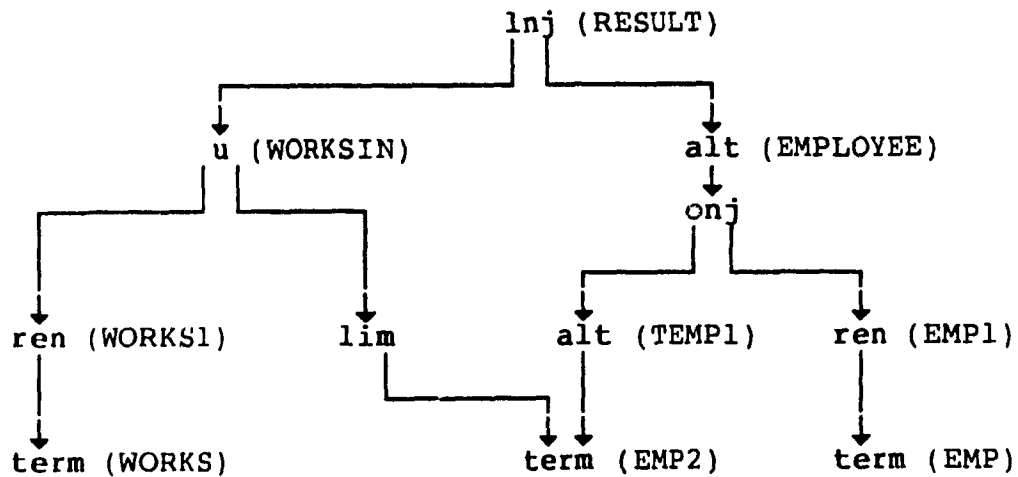 lnj (RESULT)
u (WORKSIN) alt (EMPLOYEE)
onj
ren (WORKS1) lim alt (TEMP1) ren (EMP1)
term (WORKS) term (EMP2) term (EMP)